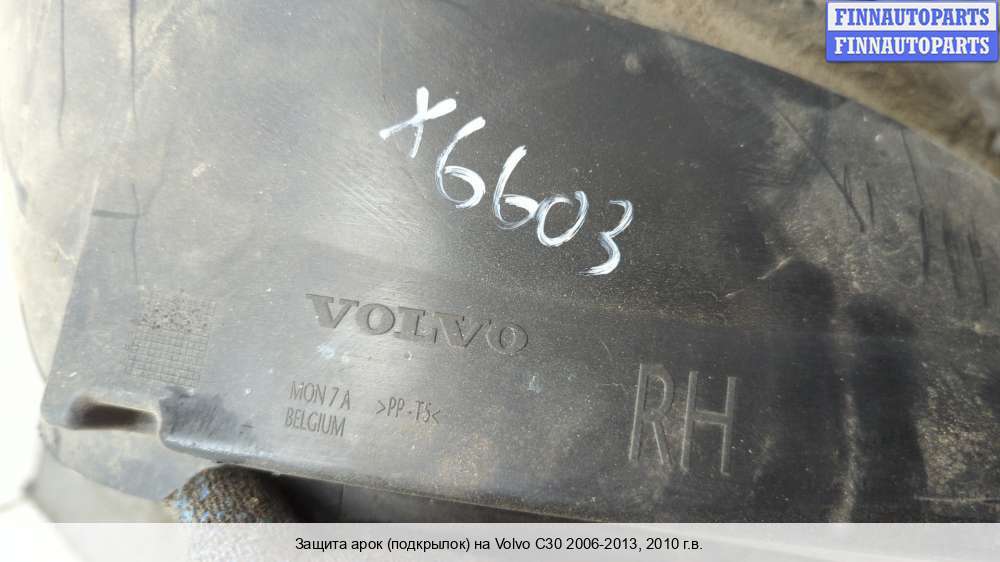 FINNAUTOPARTS
FINNAUTOPARTS
X6603
VOLVO
MON 7 A
BELGIUM
>PP-T5<
RH
Защита арок (подкрылок) на Volvo C30 2006-2013, 2010 г.в.